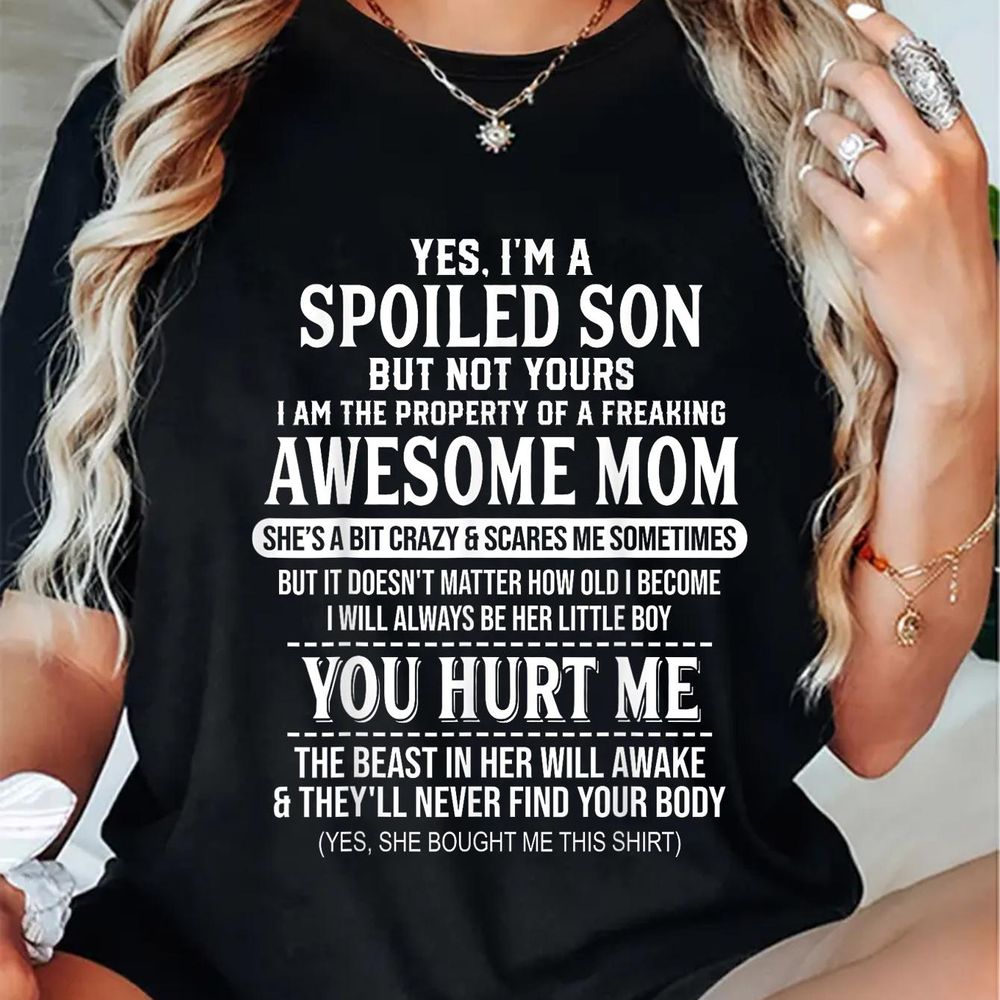 YES, I'M A
SPOILED SON
BUT NOT YOURS
I AM THE PROPERTY OF A FREAKING
AWESOME MOM
SHE'S A BIT CRAZY & SCARES ME SOMETIMES
BUT IT DOESN'T MATTER HOW OLD I BECOME
I WILL ALWAYS BE HER LITTLE BOY
YOU HURT ME
THE BEAST IN HER WILL AWAKE
& THEY'LL NEVER FIND YOUR BODY
(YES, SHE BOUGHT ME THIS SHIRT)